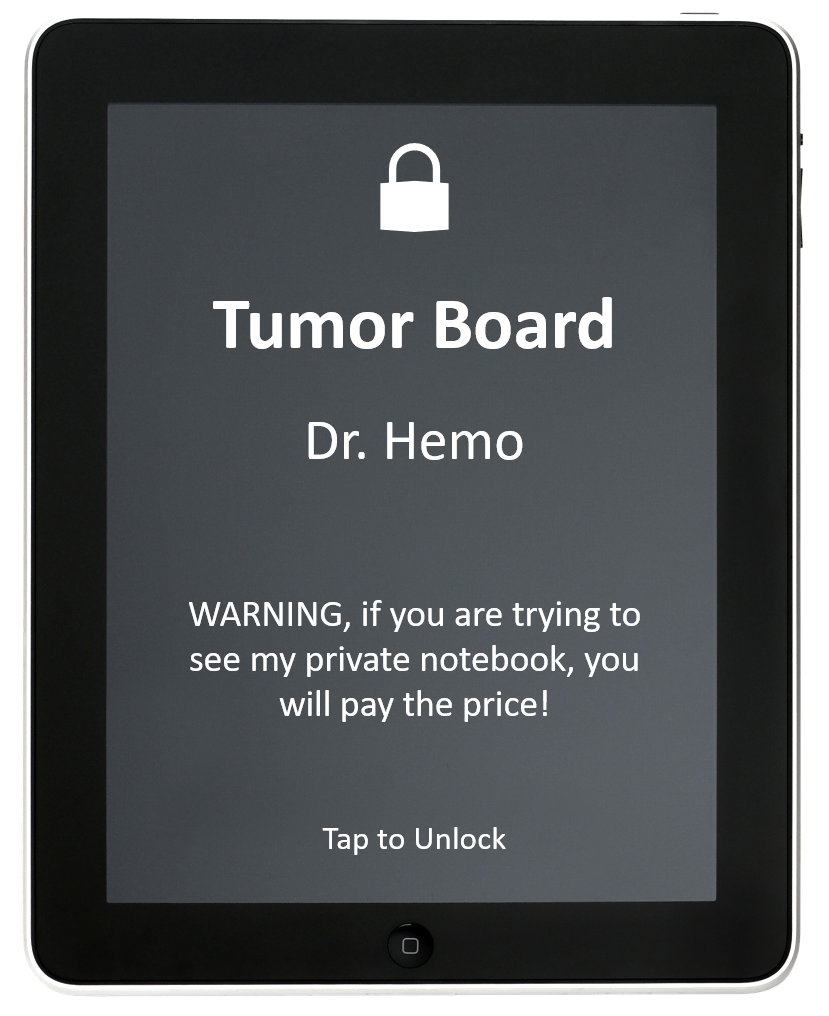 Tumor Board
Dr. Hemo
WARNING, if you are trying to
see my private notebook, you
will pay the price!
Tap to Unlock